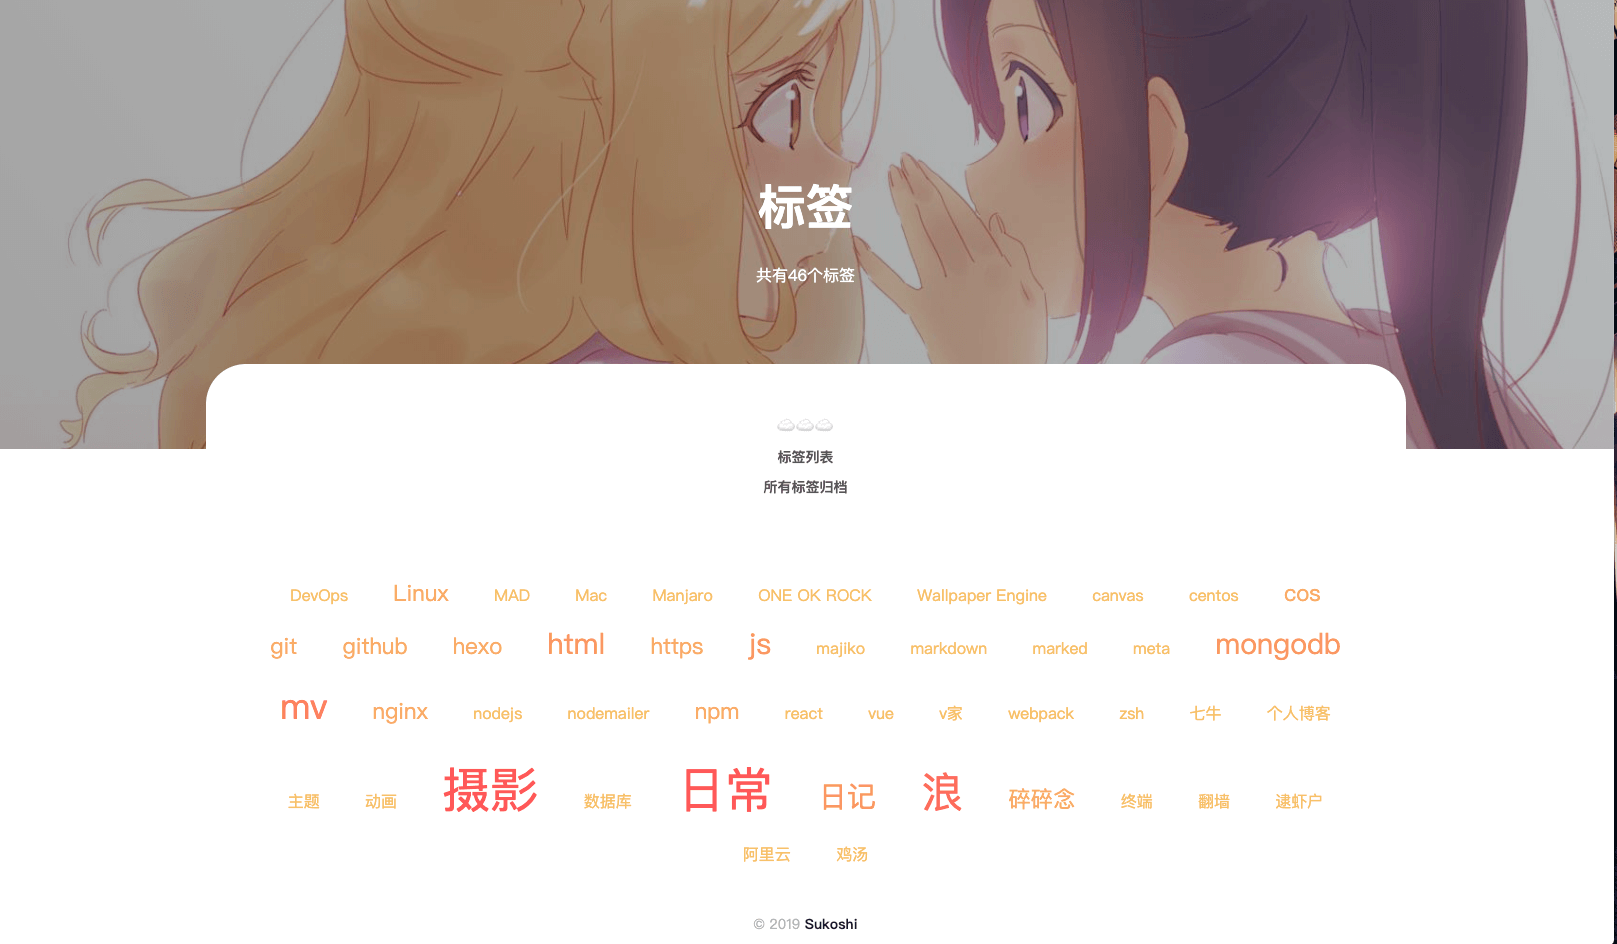 标签
共有46个标签
标签列表
所有标签归档
DevOps Linux MAD Mac Manjaro ONE OK ROCK Wallpaper Engine canvas centos cos
git github hexo html https js majiko markdown marked meta mongodb
mv nginx nodejs nodemailer npm react vue v家 webpack zsh 七牛 个人博客
主题 动画 摄影 数据库 日常 日记 浪 碎碎念 终端 翻墙 逮虾户
阿里云 鸡汤
© 2019 Sukoshi